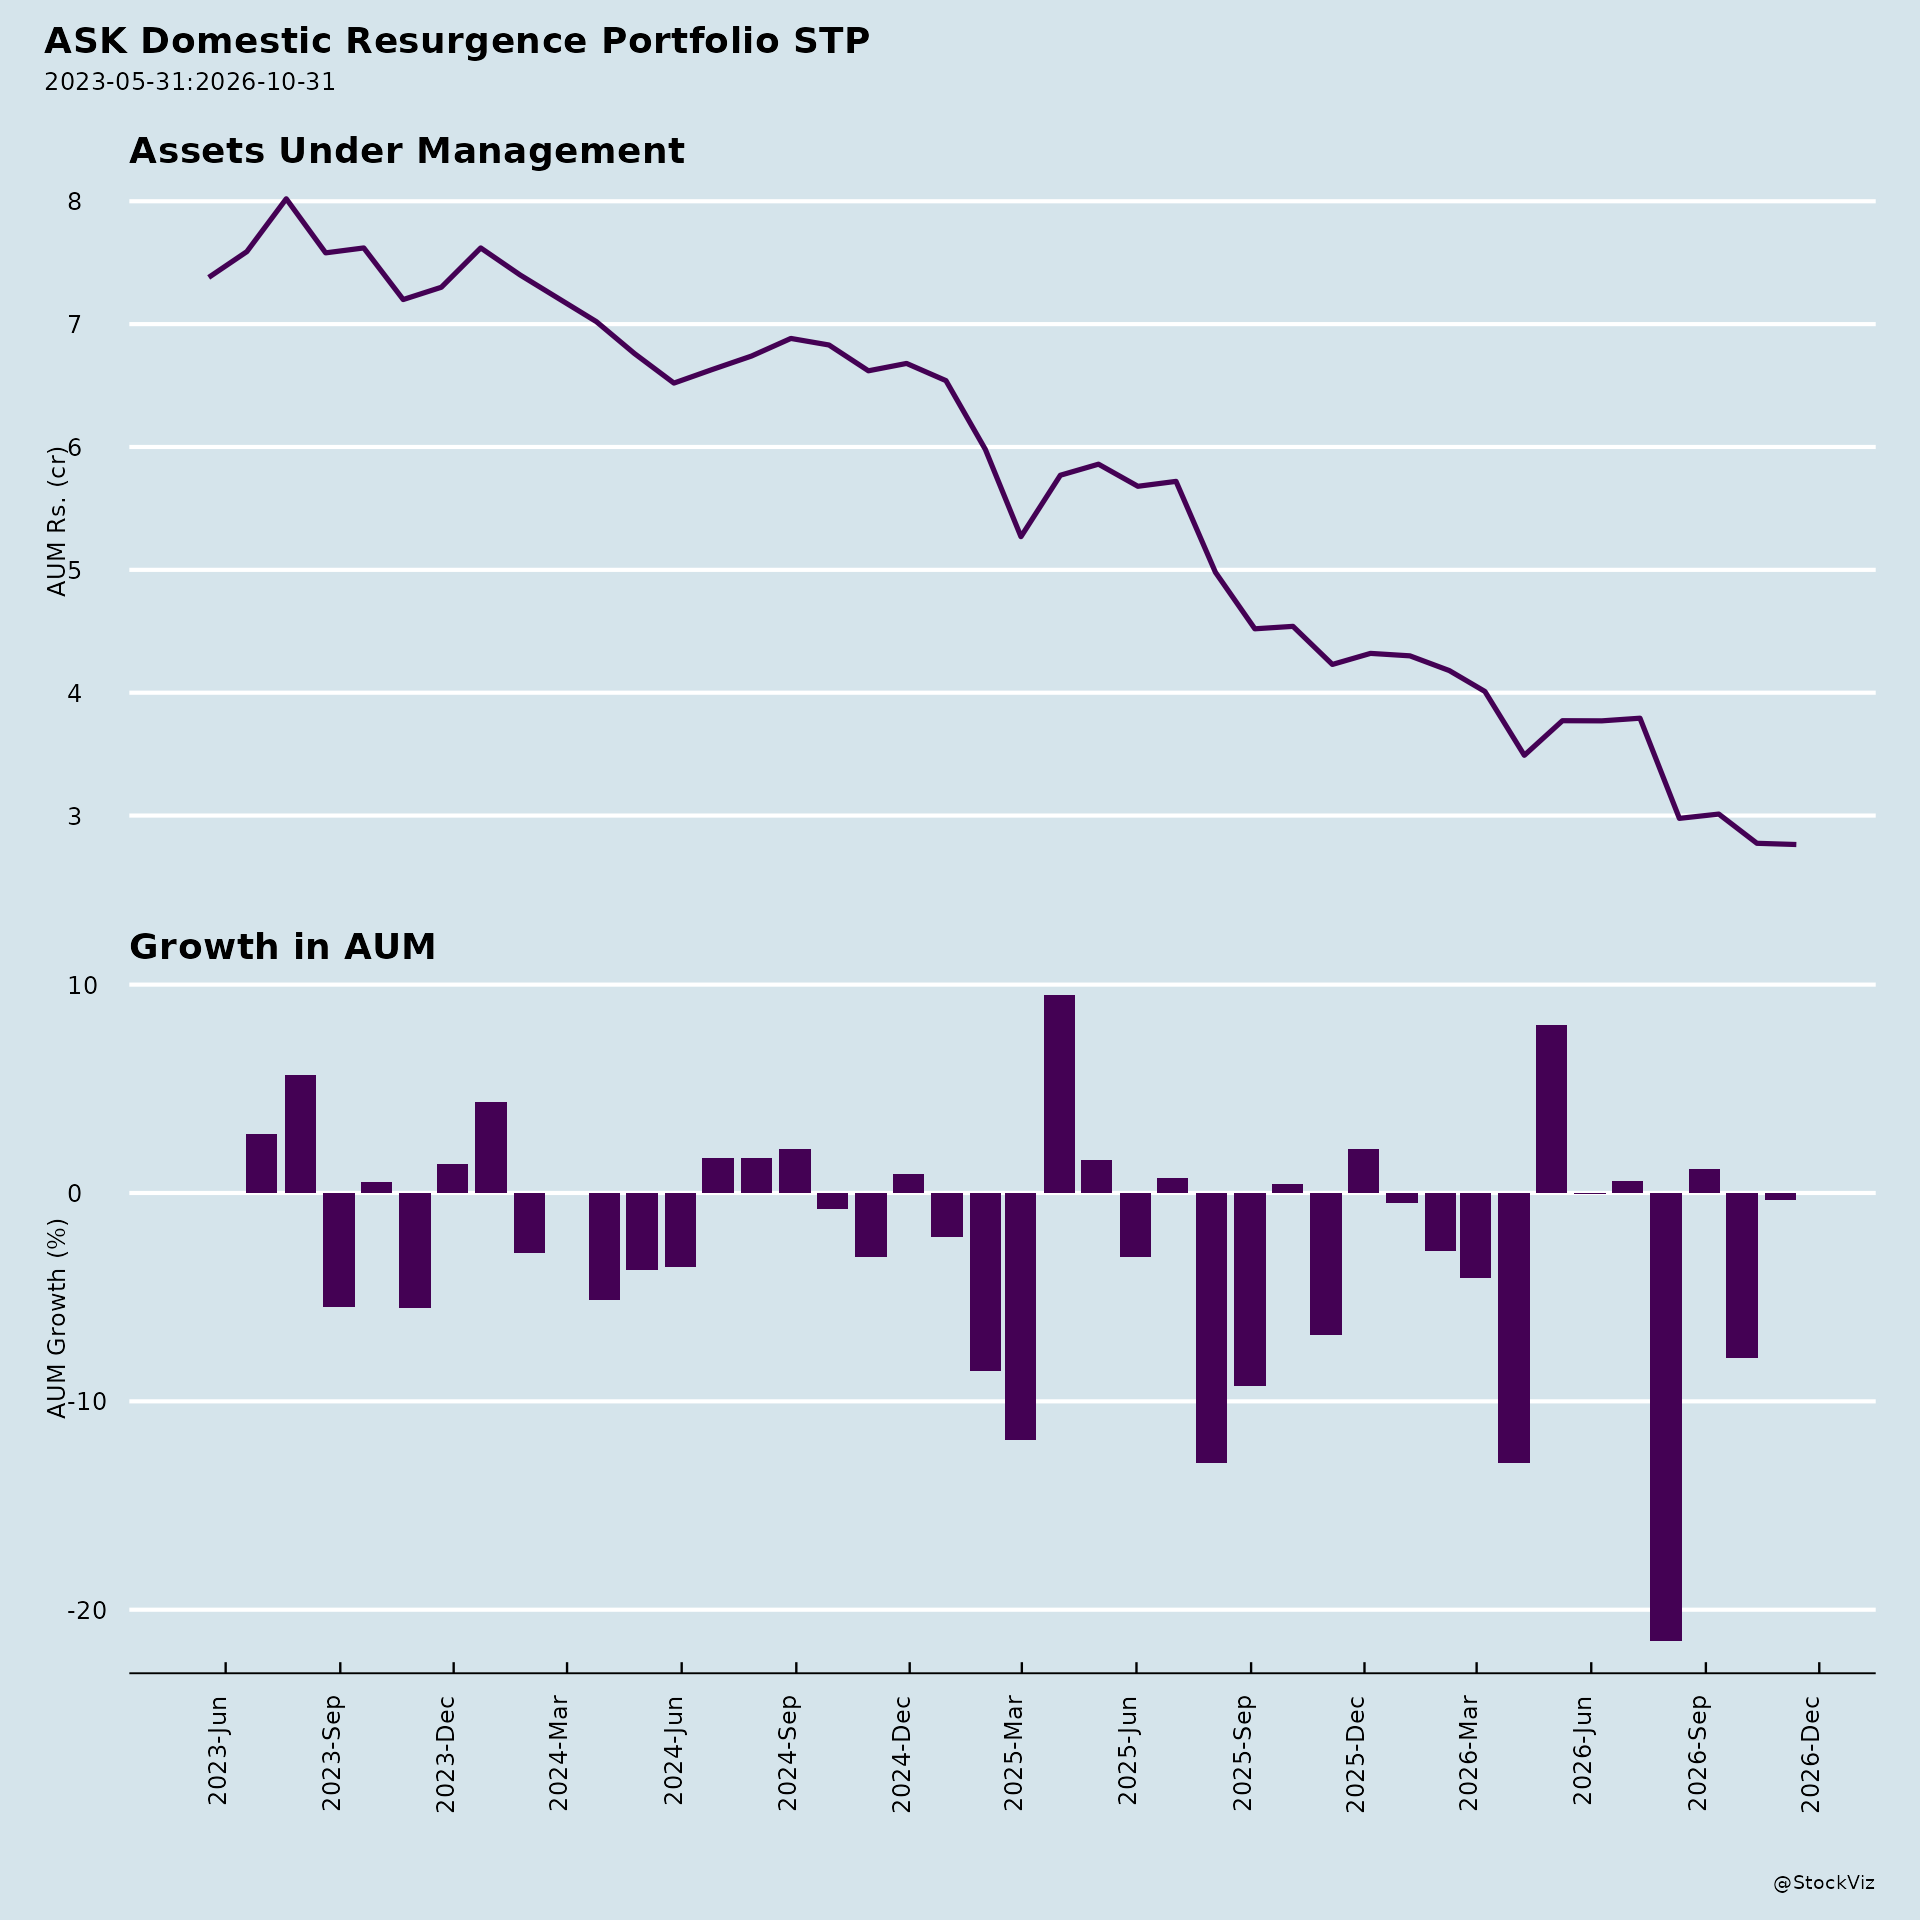 ASK Domestic Resurgence Portfolio STP
2023-05-31:2026-10-31
Assets Under Management
8
7
6
5
4
3
AUM Rs. (cr)
Growth in AUM
10
0
-10
-20
AUM Growth (%)
2023-Jun
2023-Sep
2023-Dec
2024-Mar
2024-Jun
2024-Sep
2024-Dec
2025-Mar
2025-Jun
2025-Sep
2025-Dec
2026-Mar
2026-Jun
2026-Sep
2026-Dec
@StockViz